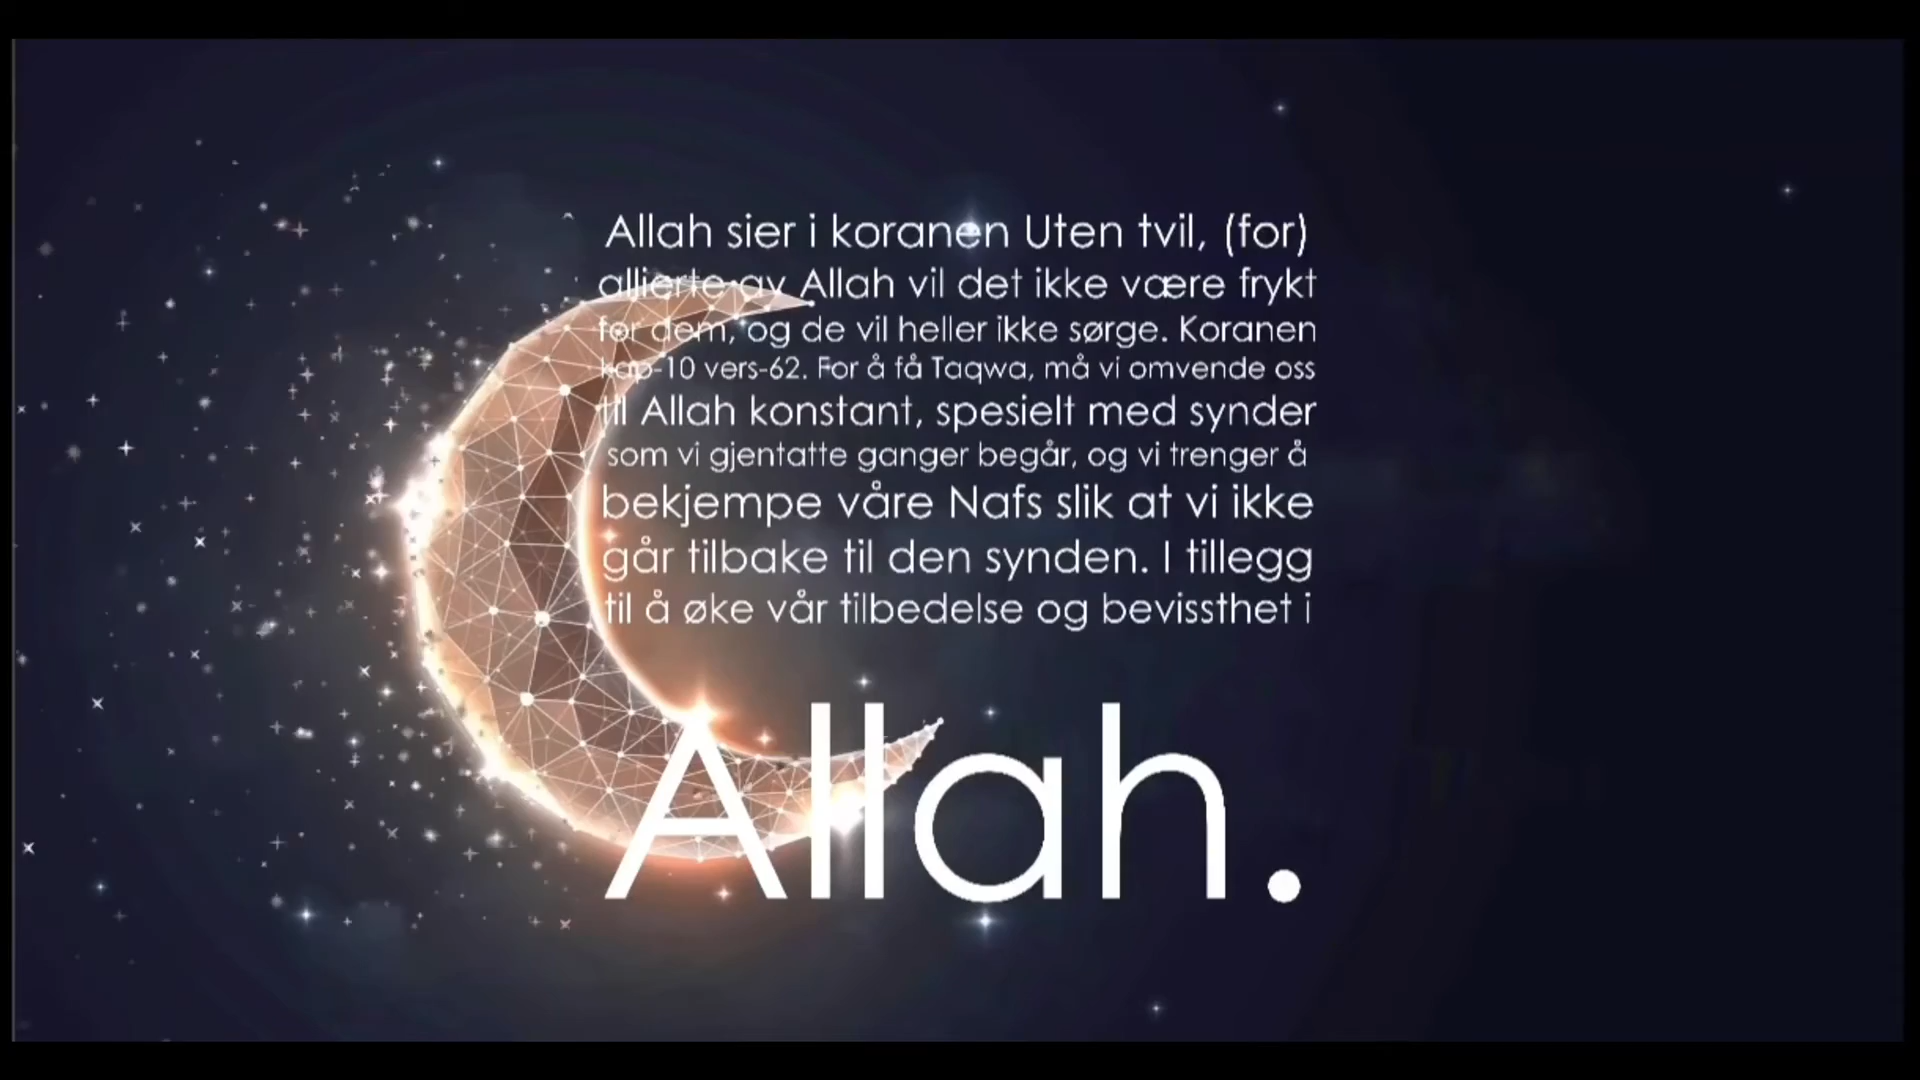 Allah sier i koranen Uten tvil, (for)
allierte av Allah vil det ikke være frykt
for dem, og de vil heller ikke sørge. Koranen
kap-10 vers-62. For å få Taqwa, må vi omvende oss
til Allah konstant, spesielt med synder
som vi gjentatte ganger begår, og vi trenger å
bekjempe våre Nafs slik at vi ikke
går tilbake til den synden. I tillegg
til å øke vår tilbedelse og bevissthet i
Allah.